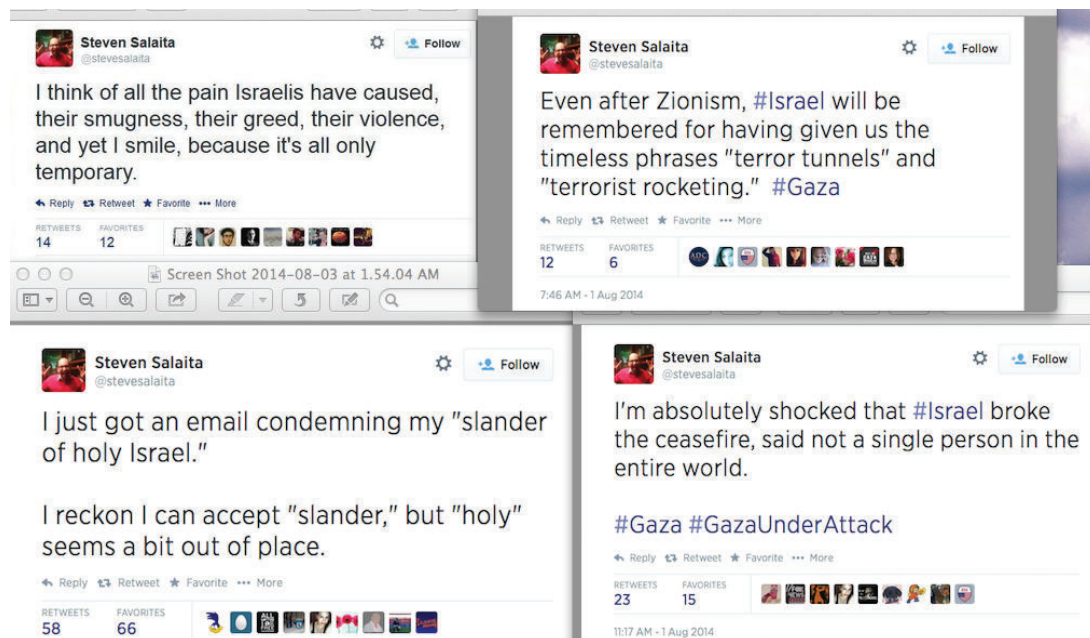 Steven Salaita
@stevesalaita
Follow
I think of all the pain Israelis have caused,
their smugness, their greed, their violence,
and yet I smile, because it's all only
temporary.
Reply Retweet Favorite More
RETWEETS FAVORITES
14 12
Steven Salaita
@stevesalaita
Follow
Even after Zionism, #Israel will be
remembered for having given us the
timeless phrases "terror tunnels" and
"terrorist rocketing." #Gaza
Reply Retweet Favorite More
RETWEETS FAVORITES
12 6
7:46 AM - 1 Aug 2014
Screen Shot 2014-08-03 at 1.54.04 AM
Steven Salaita
@stevesalaita
Follow
I just got an email condemning my "slander
of holy Israel."
I reckon I can accept "slander," but "holy"
seems a bit out of place.
Reply Retweet Favorite More
RETWEETS FAVORITES
58 66
Steven Salaita
@stevesalaita
Follow
I'm absolutely shocked that #Israel broke
the ceasefire, said not a single person in the
entire world.
#Gaza #GazaUnderAttack
Reply Retweet Favorite More
RETWEETS FAVORITES
23 15
11:17 AM - 1 Aug 2014